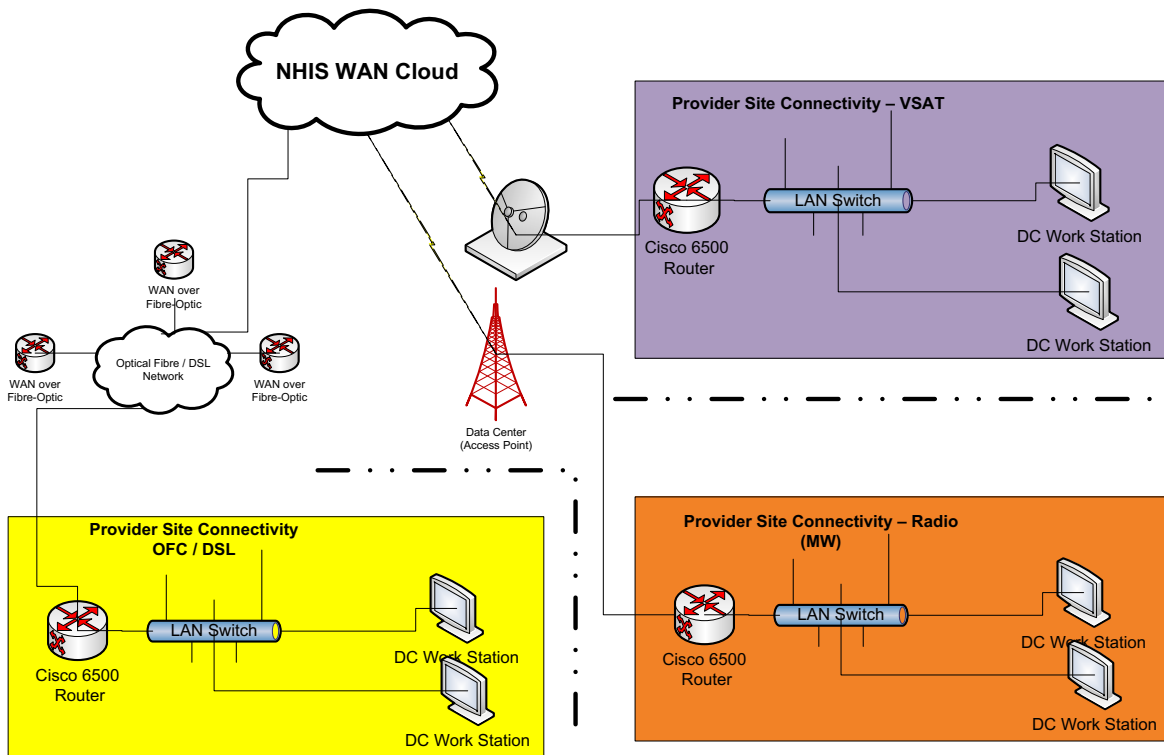 NHIS WAN Cloud
Provider Site Connectivity – VSAT
LAN Switch
Cisco 6500
Router
DC Work Station
DC Work Station
WAN over
Fibre-Optic
Optical Fibre / DSL
Network
WAN over
Fibre-Optic
WAN over
Fibre-Optic
Data Center
(Access Point)
Provider Site Connectivity
OFC / DSL
LAN Switch
Cisco 6500
Router
DC Work Station
DC Work Station
Provider Site Connectivity – Radio
(MW)
LAN Switch
Cisco 6500
Router
DC Work Station
DC Work Station